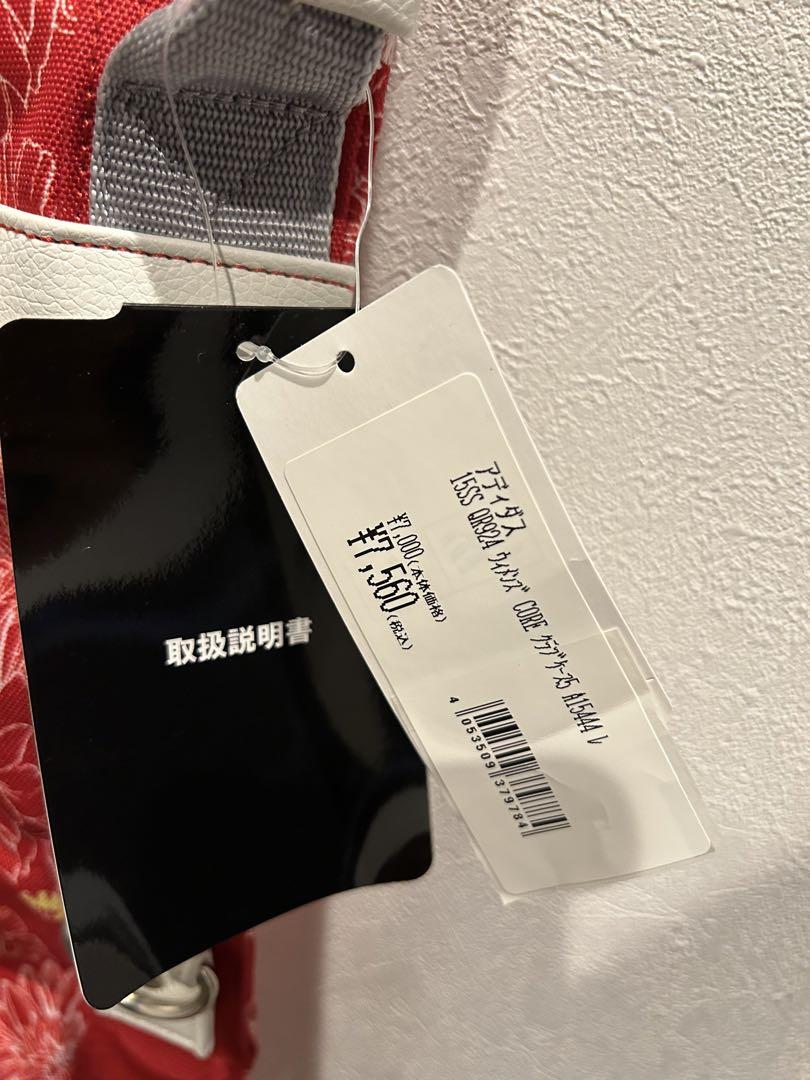 アディダス
15SS QR924 ウィメンズ CORE クラブケース5 A15444 レ
¥7,000(本体価格)
¥7,560(税込)
4 053509 379784
取扱説明書